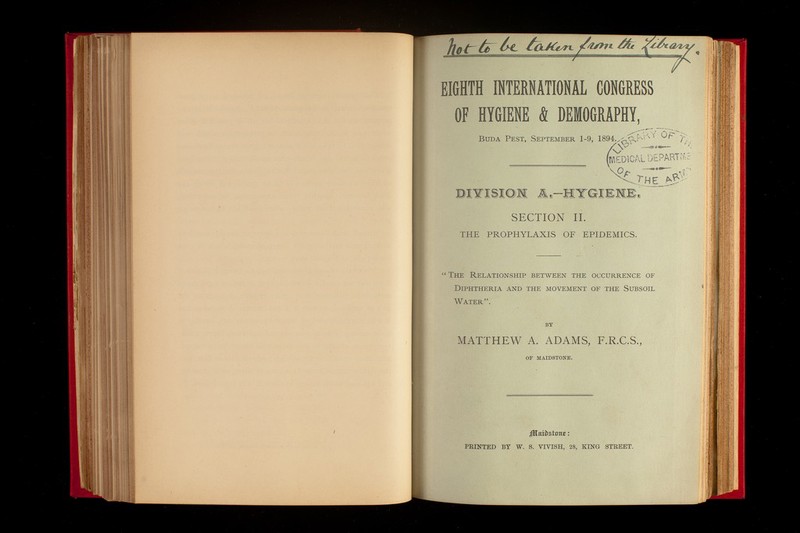 Not to be taken from the Library.
EIGHTH INTERNATIONAL CONGRESS
OF HYGIENE & DEMOGRAPHY,
BUDA PEST, SEPTEMBER 1-9, 1894.
LIBRARY OF THE
MEDICAL DEPARTME
OF THE ARMY
DIVISION A.—HYGIENE.
SECTION II.
THE PROPHYLAXIS OF EPIDEMICS.
"THE RELATIONSHIP BETWEEN THE OCCURRENCE OF
DIPHTHERIA AND THE MOVEMENT OF THE SUBSOIL
WATER".
BY
MATTHEW A. ADAMS, F.R.C.S.,
OF MAIDSTONE.
Maidstone:
PRINTED BY W. S. VIVISH, 28, KING STREET.